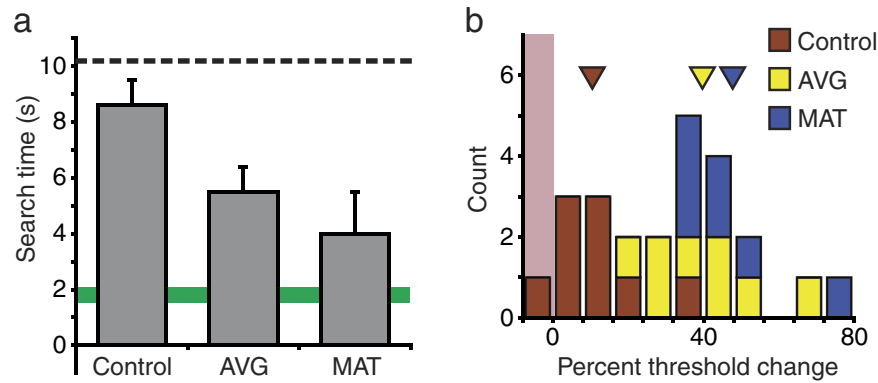 a
Search time (s)
10
8
6
4
2
0
Control AVG MAT
b
Count
6
4
2
0
0 40 80
Percent threshold change
Control
AVG
MAT